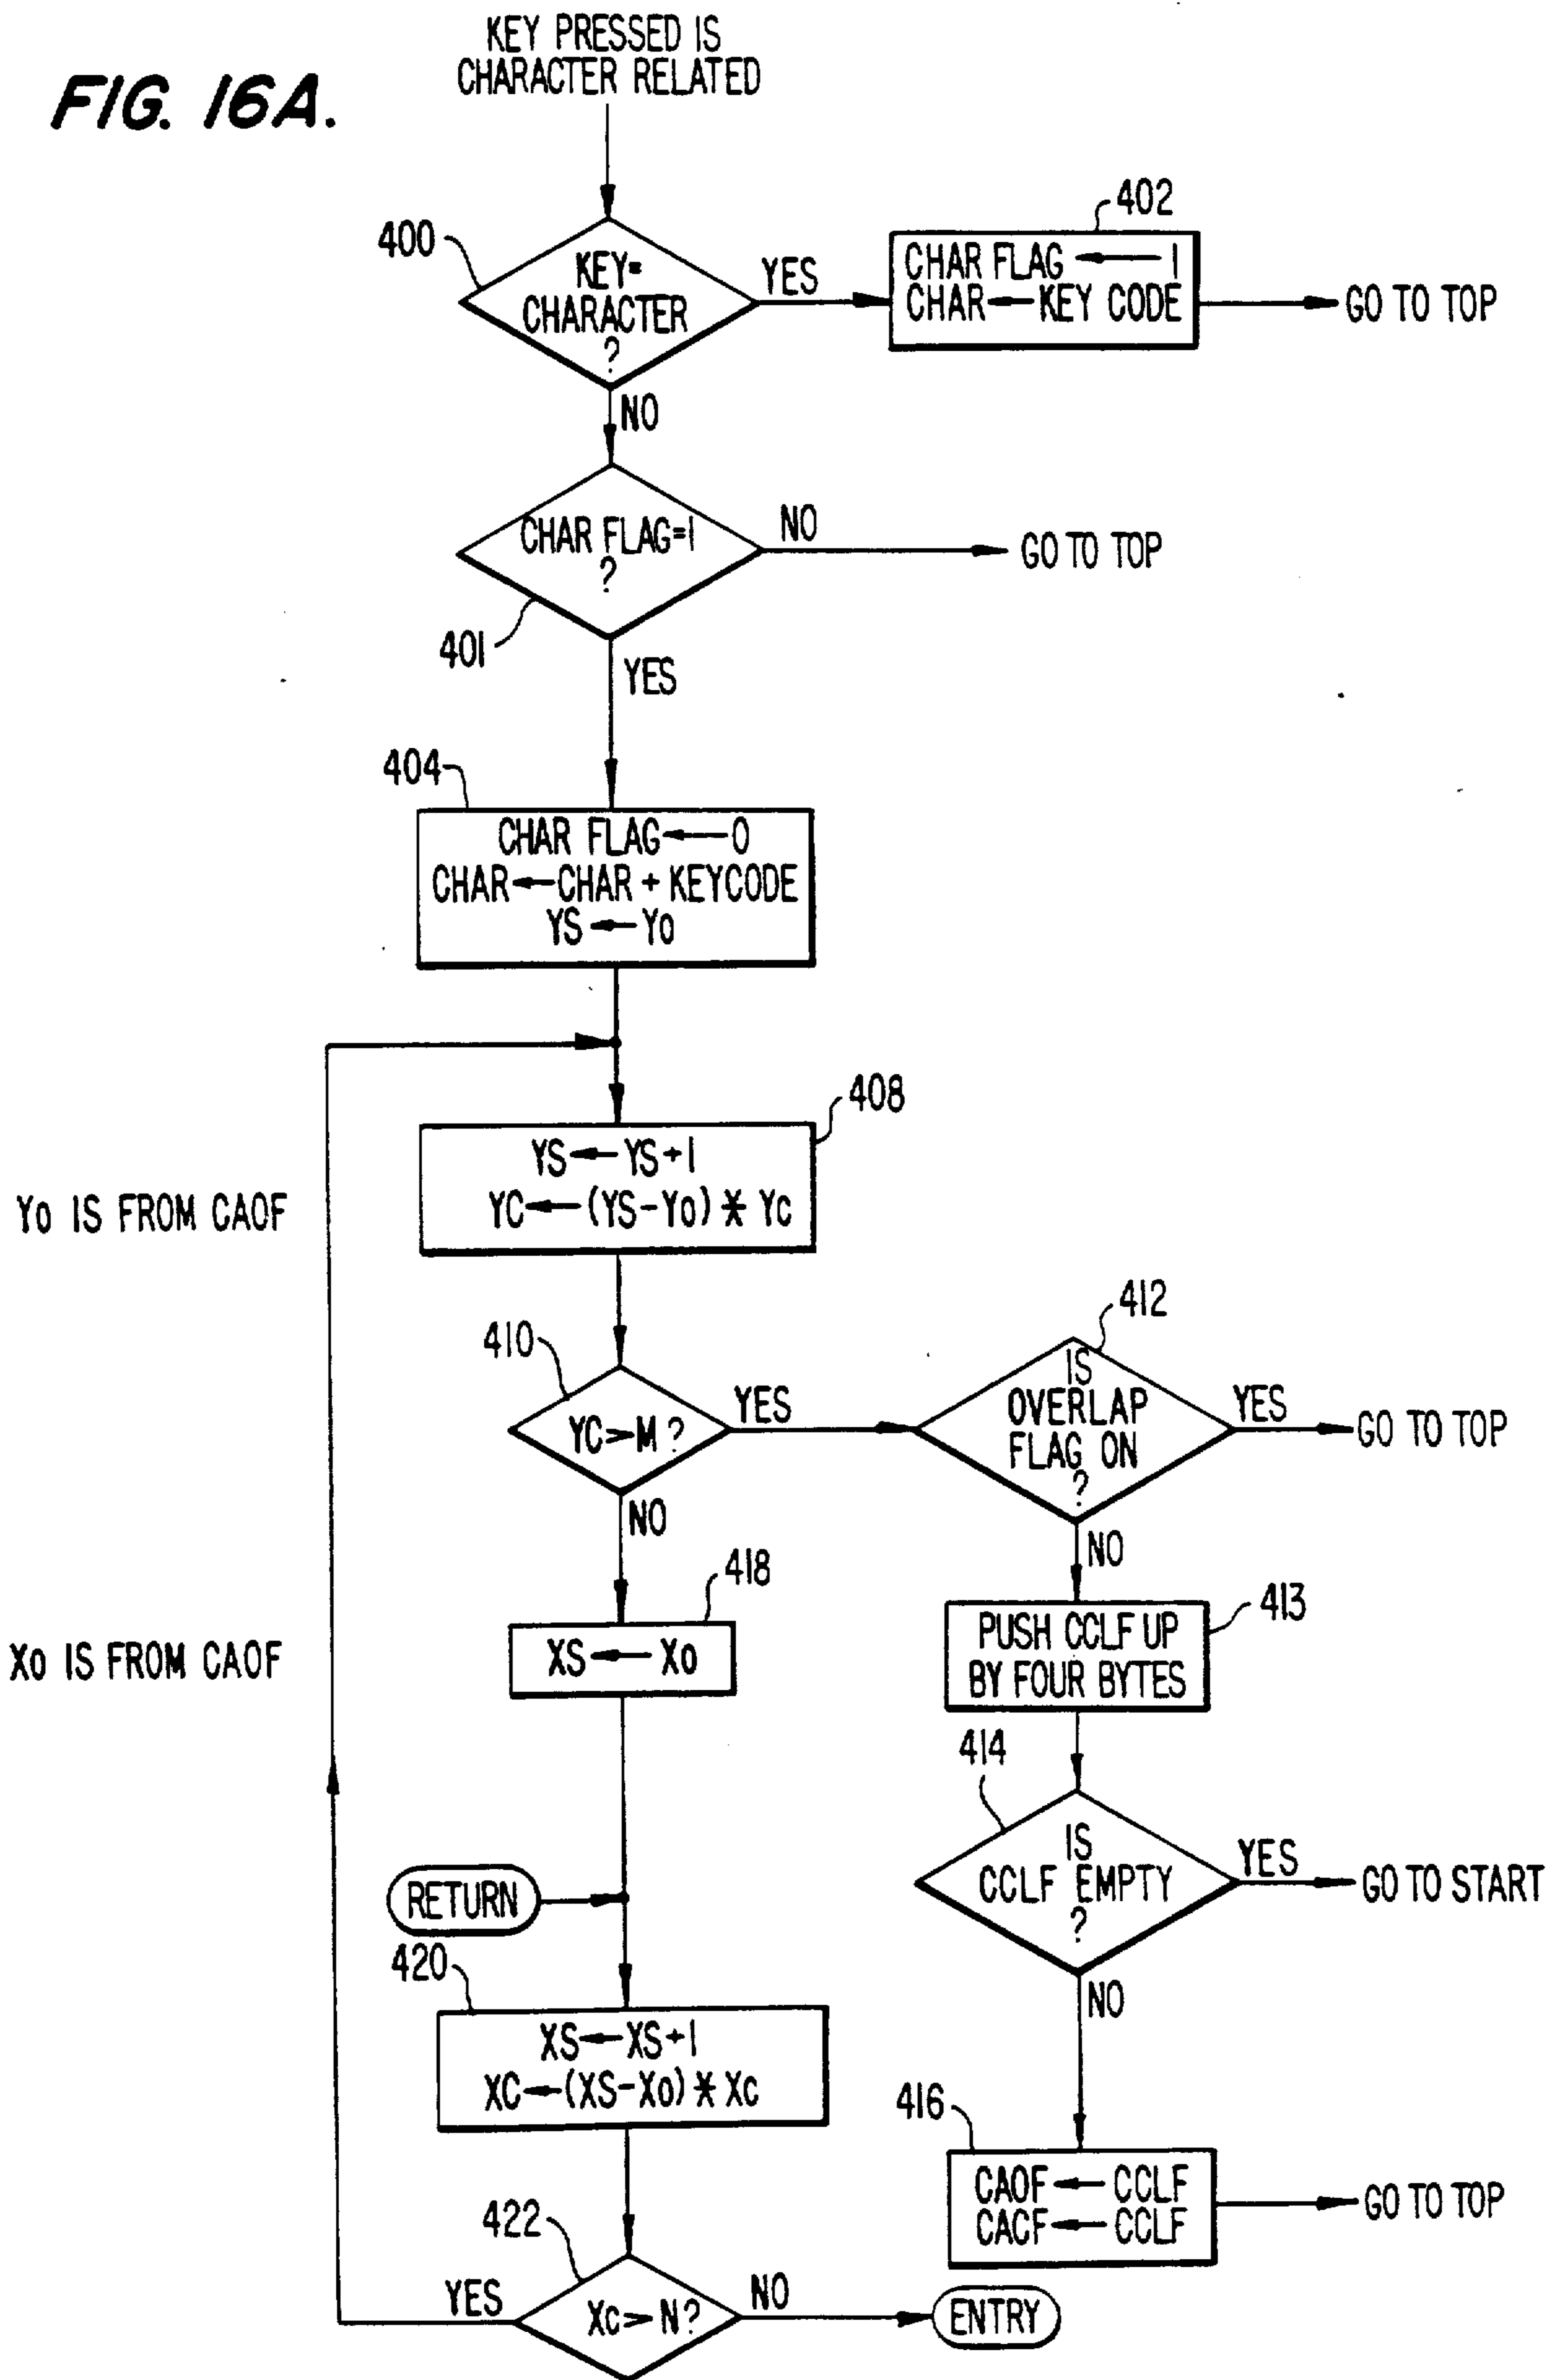 FIG. 16A.
KEY PRESSED IS
CHARACTER RELATED
400
KEY=
CHARACTER
?
YES
402
CHAR FLAG ← 1
CHAR ← KEY CODE
GO TO TOP
NO
CHAR FLAG=1
?
401
NO
GO TO TOP
YES
404
CHAR FLAG ← 0
CHAR ← CHAR + KEYCODE
YS ← Yo
408
YS ← YS+1
YC ← (YS-Yo) * Yc
Yo IS FROM CAOF
410
YC>M?
YES
412
IS
OVERLAP
FLAG ON
?
YES
GO TO TOP
NO
NO
418
XS ← Xo
Xo IS FROM CAOF
413
PUSH CCLF UP
BY FOUR BYTES
414
IS
CCLF EMPTY
?
YES
GO TO START
NO
RETURN
420
XS ← XS+1
XC ← (XS-Xo) * Xc
416
CAOF ← CCLF
CACF ← CCLF
GO TO TOP
422
Xc>N?
YES
NO
ENTRY